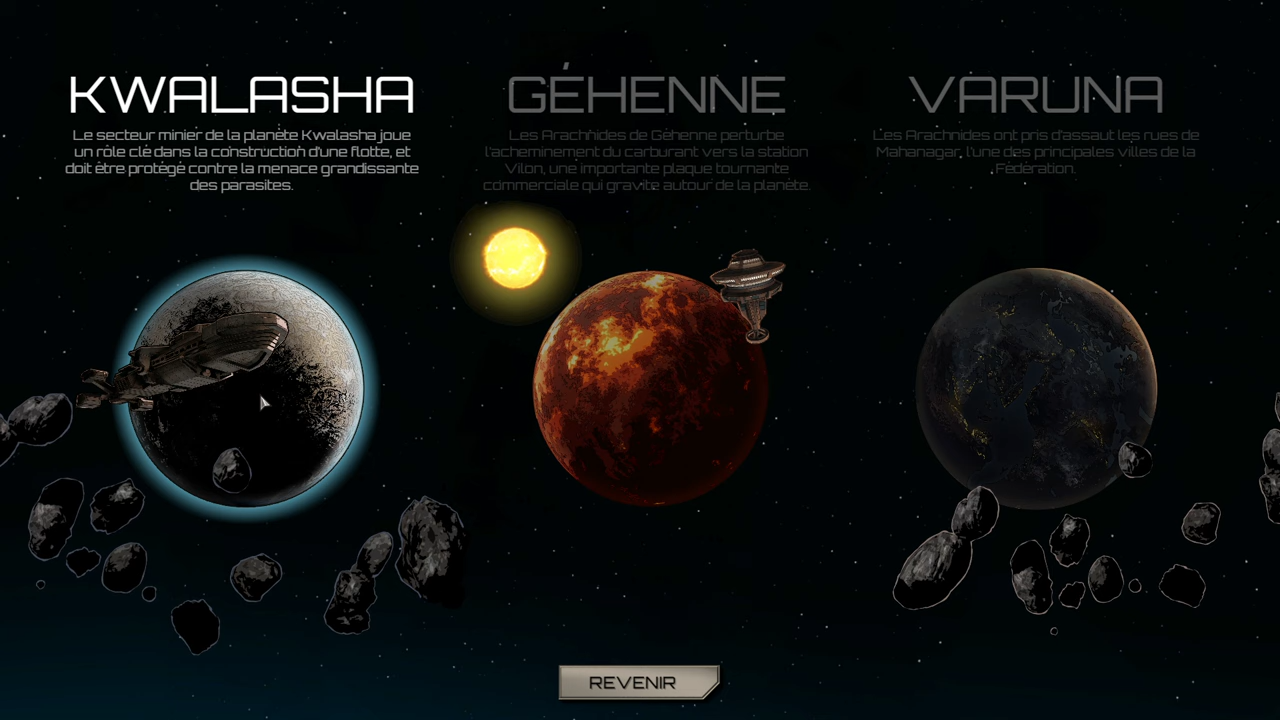 KWALASHA
Le secteur minier de la planète Kwalasha joue
un rôle clé dans la construction d'une flotte, et
doit être protégé contre la menace grandissante
des parasites.
GÉHENNE
Les Arachnides de Géhenne perturbe
l'acheminement du carburant vers la station
Vilon, une importante plaque tournante
commerciale qui gravite autour de la planète.
VARUNA
Les Arachnides ont pris d'assaut les rues de
Mahanagar, l'une des principales villes de la
Fédération.
REVENIR